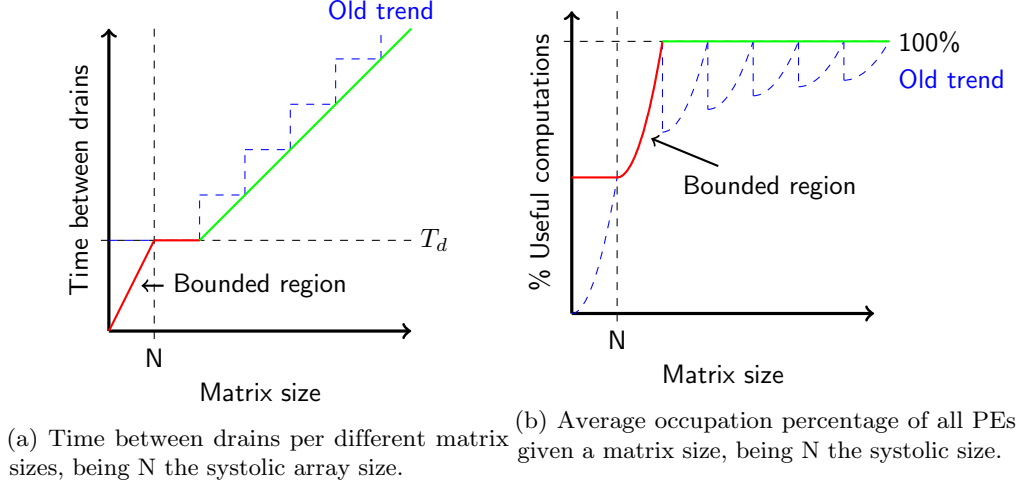 Old trend
Time between drains
T_d
Bounded region
N
Matrix size
(a) Time between drains per different matrix
sizes, being N the systolic array size.
100%
Old trend
% Useful computations
Bounded region
N
Matrix size
(b) Average occupation percentage of all PEs
given a matrix size, being N the systolic size.